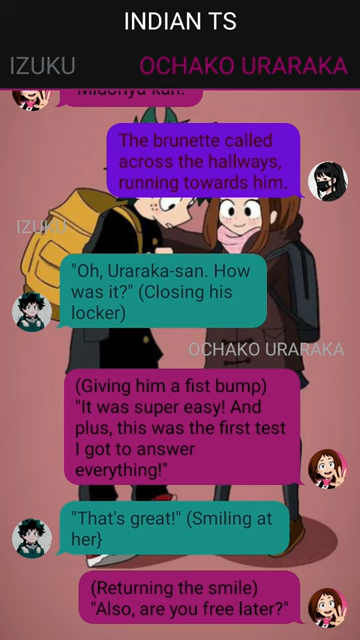 INDIAN TS
IZUKU
OCHAKO URARAKA
Midoriya-kun!
The brunette called
across the hallways,
running towards him.
IZUKU
"Oh, Uraraka-san. How
was it?" (Closing his
locker)
OCHAKO URARAKA
(Giving him a fist bump)
"It was super easy! And
plus, this was the first test
I got to answer
everything!"
"That's great!" (Smiling at
her}
(Returning the smile)
"Also, are you free later?"